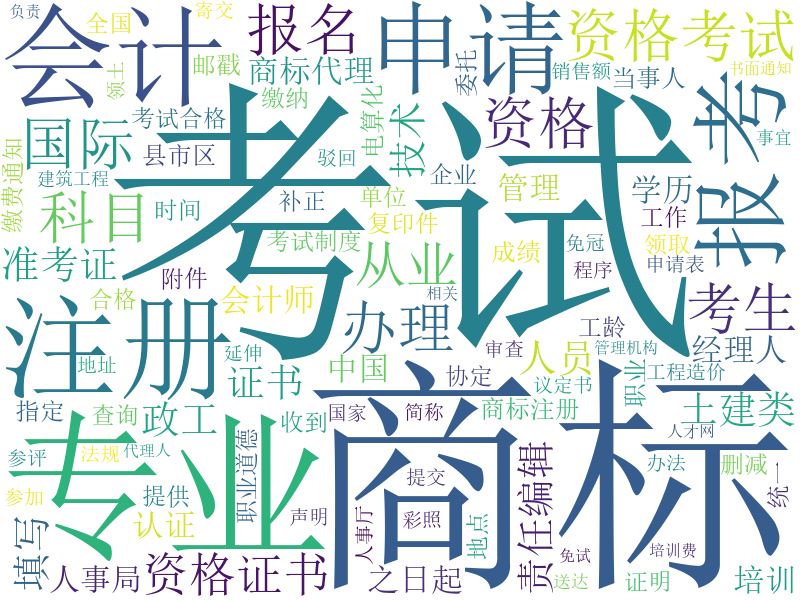 负责
全国
寄交
会计
领土
邮戳
报名
商标代理
缴纳
申请
委托
资格考试
销售额
当事人
书面通知
考试
国际
考试合格
县市区
驳回
电算化
技术
资格
报考
事宜
缴费通知
建筑工程
科目
时间
补正
单位
企业
管理
学历
复印件
工作
准考证
附件
考试制度
从业
成绩
免冠
领取
程序
申请表
注册
合格
会计师
相关
办理
工龄
考生
地址
延伸
审查
管理机构
人员
经理人
证书
中国
协定
议定书
职业
工程造价
指定
查询
政工
收到
国家
简称
商标注册
土建类
人才网
专业
商标
参评
法规
代理人
职业道德
提交
责任编辑
办法
删减
统一
参加
提供
声明
彩照
地点
填写
认证
人事厅
免试
培训费
人事局
资格证书
之日起
送达
证明
培训